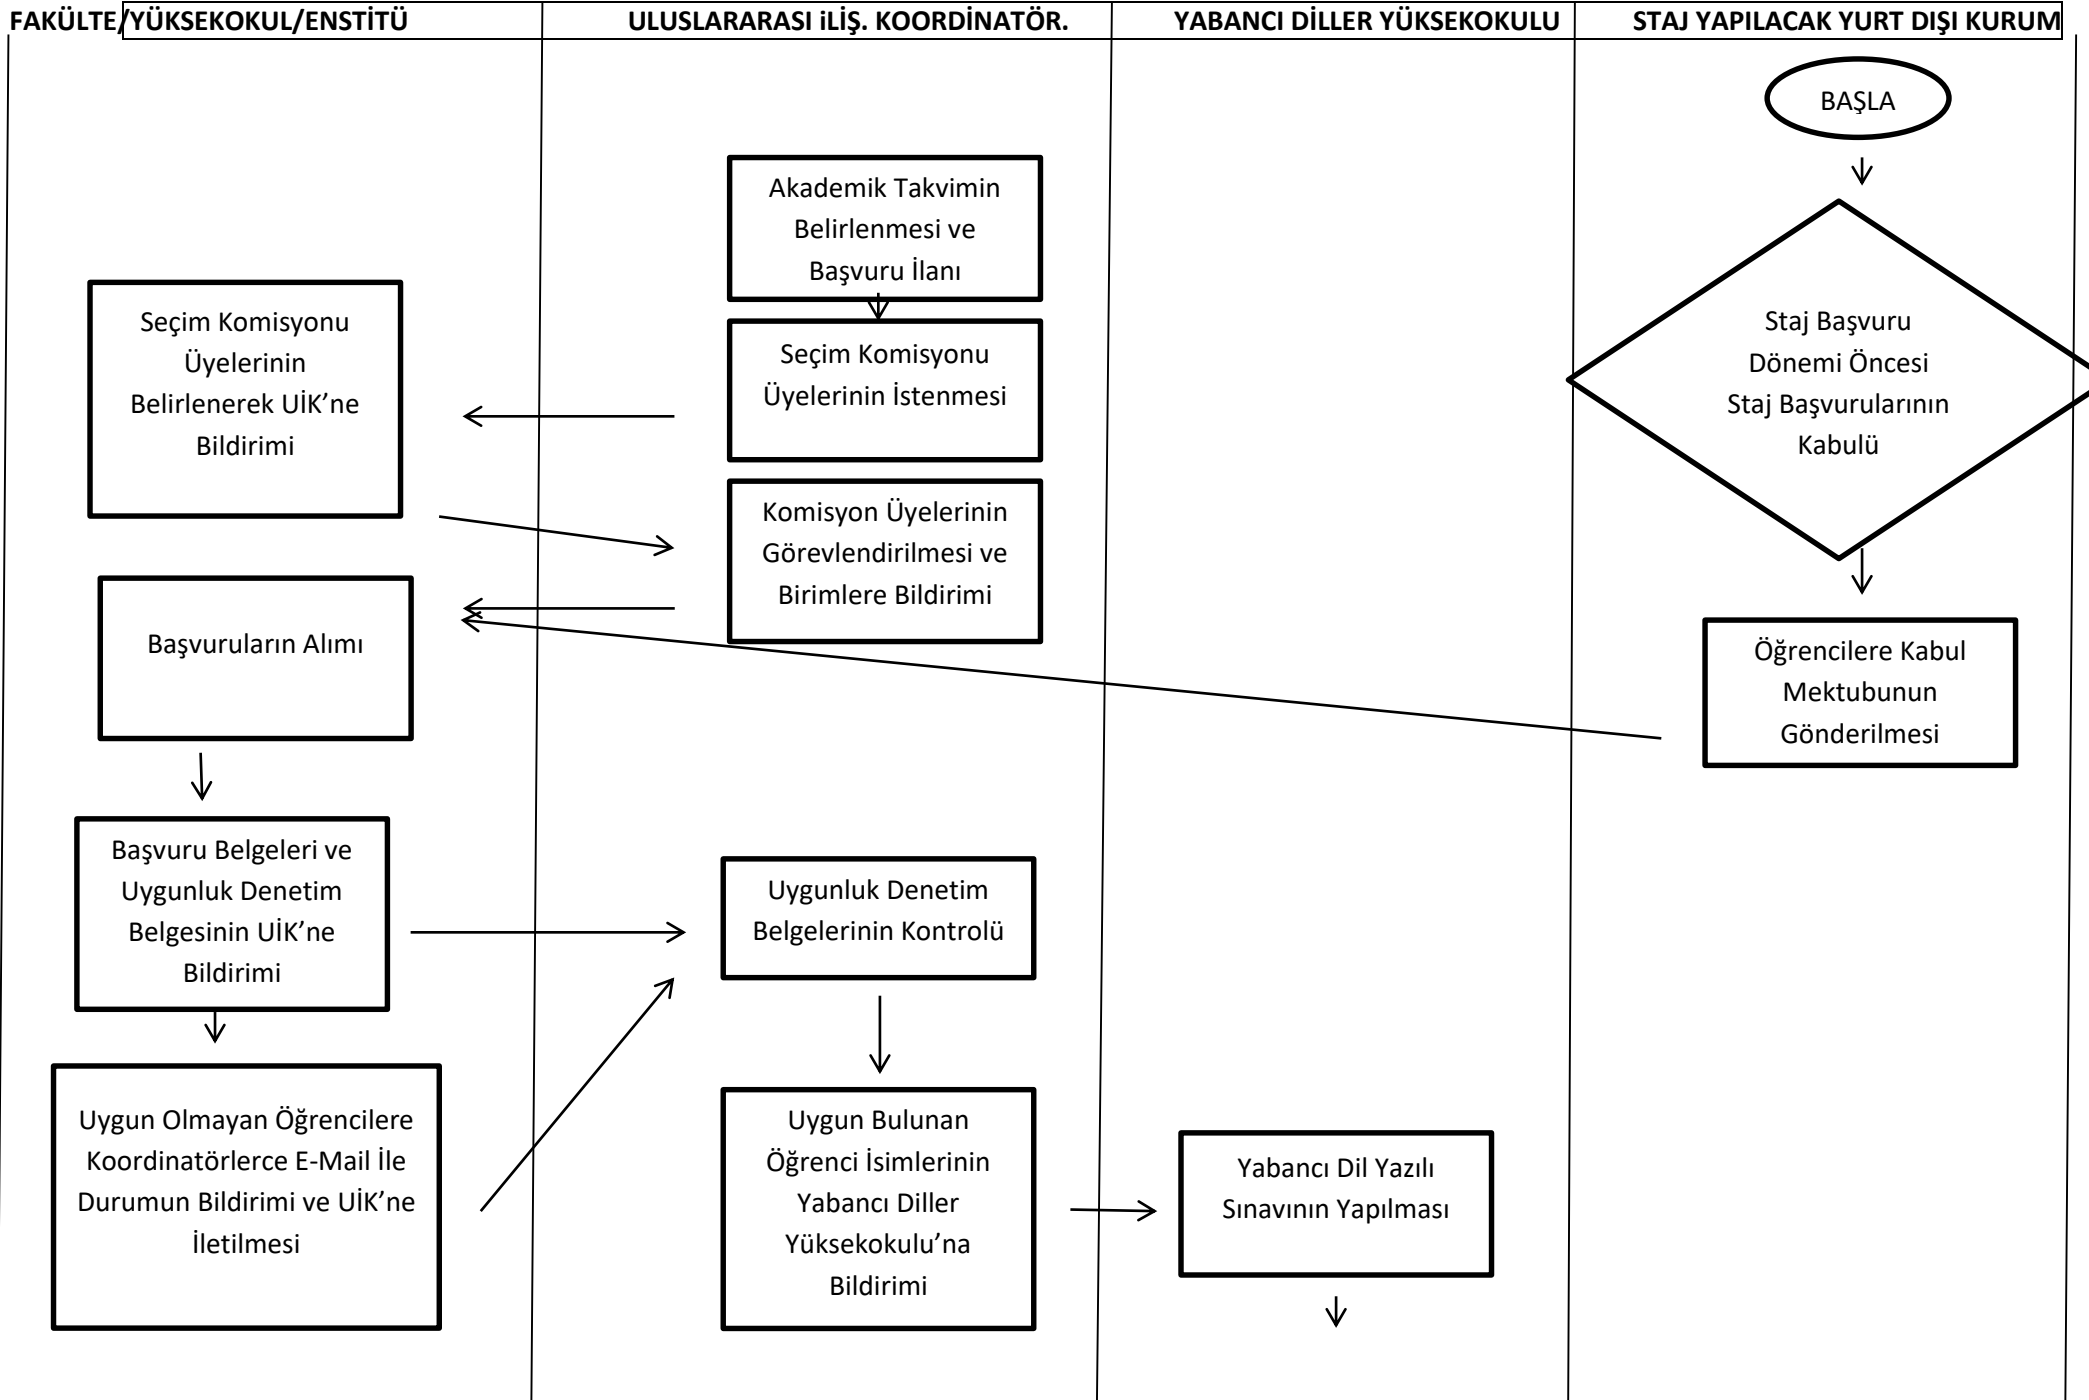 FAKÜLTE/YÜKSEKOKUL/ENSTİTÜ
ULUSLARARASI iLİŞ. KOORDİNATÖR.
YABANCI DİLLER YÜKSEKOKULU
STAJ YAPILACAK YURT DIŞI KURUM
BAŞLA
Akademik Takvimin
Belirlenmesi ve
Başvuru İlanı
Seçim Komisyonu
Üyelerinin
Belirlenerek UİK’ne
Bildirimi
Seçim Komisyonu
Üyelerinin İstenmesi
Staj Başvuru
Dönemi Öncesi
Staj Başvurularının
Kabulü
Komisyon Üyelerinin
Görevlendirilmesi ve
Birimlere Bildirimi
Başvuruların Alımı
Öğrencilere Kabul
Mektubunun
Gönderilmesi
Başvuru Belgeleri ve
Uygunluk Denetim
Belgesinin UİK’ne
Bildirimi
Uygunluk Denetim
Belgelerinin Kontrolü
Uygun Olmayan Öğrencilere
Koordinatörlerce E-Mail İle
Durumun Bildirimi ve UİK’ne
İletilmesi
Uygun Bulunan
Öğrenci İsimlerinin
Yabancı Diller
Yüksekokulu’na
Bildirimi
Yabancı Dil Yazılı
Sınavının Yapılması